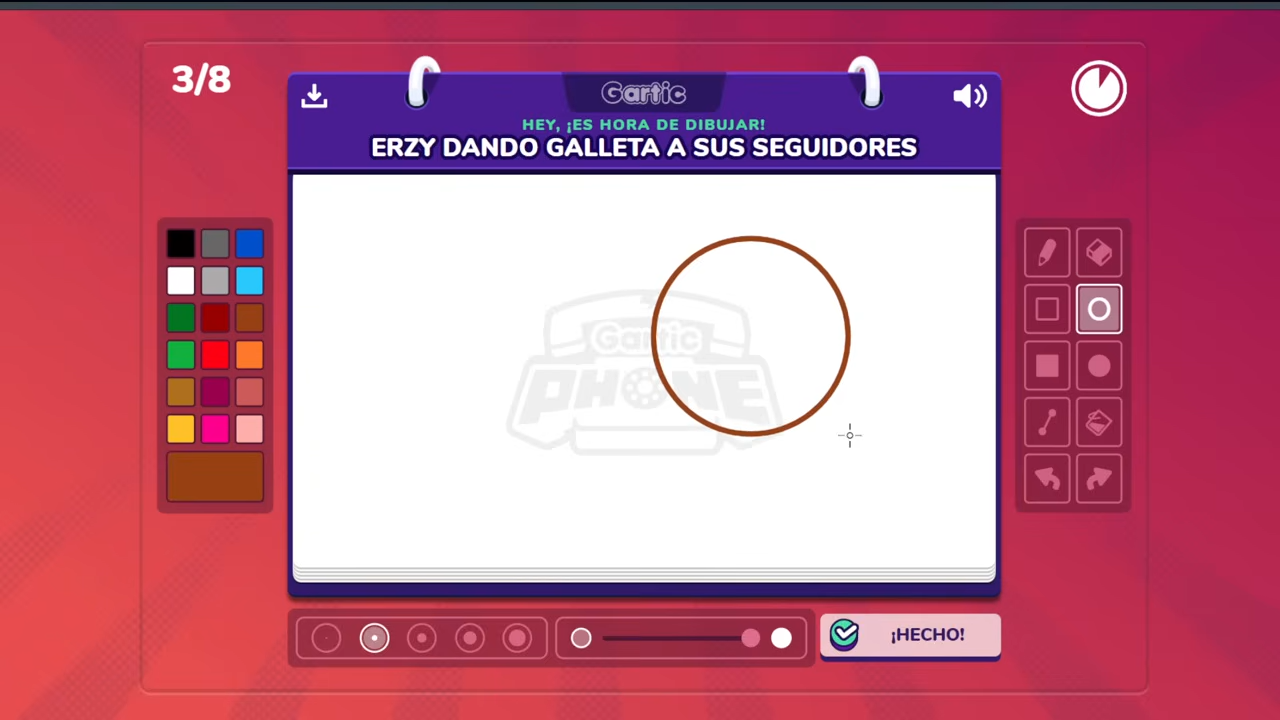 3/8
Gartic
HEY, ¡ES HORA DE DIBUJAR!
ERZY DANDO GALLETA A SUS SEGUIDORES
Gartic
PHONE
¡HECHO!